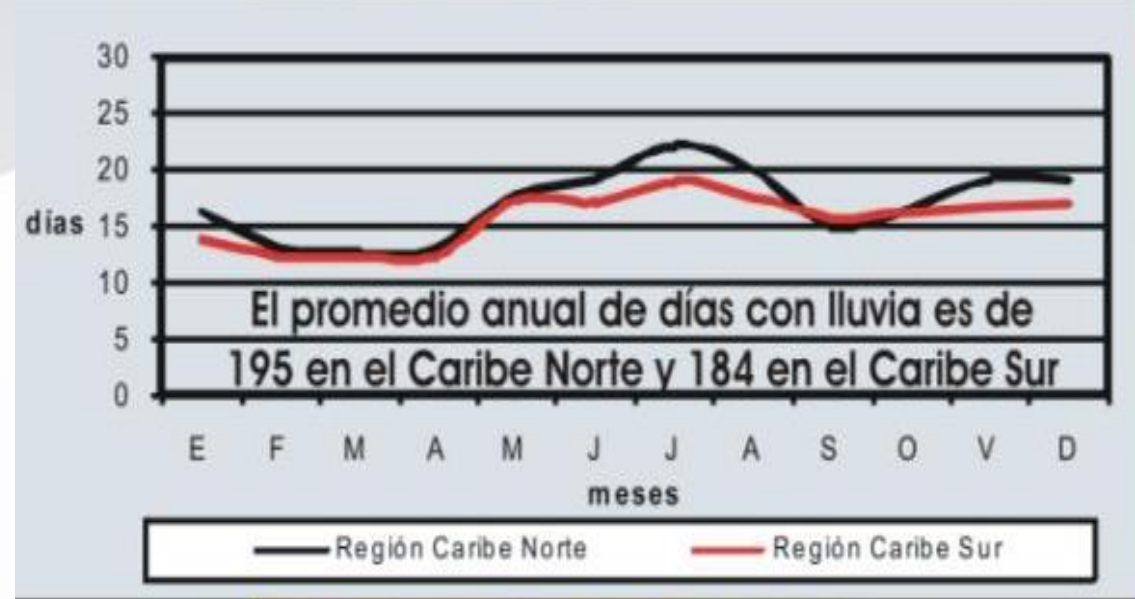 30
25
20
días 15
10
El promedio anual de días con lluvia es de
5
195 en el Caribe Norte y 184 en el Caribe Sur
0
E F M A M J J A S O V D
meses
Región Caribe Norte Región Caribe Sur